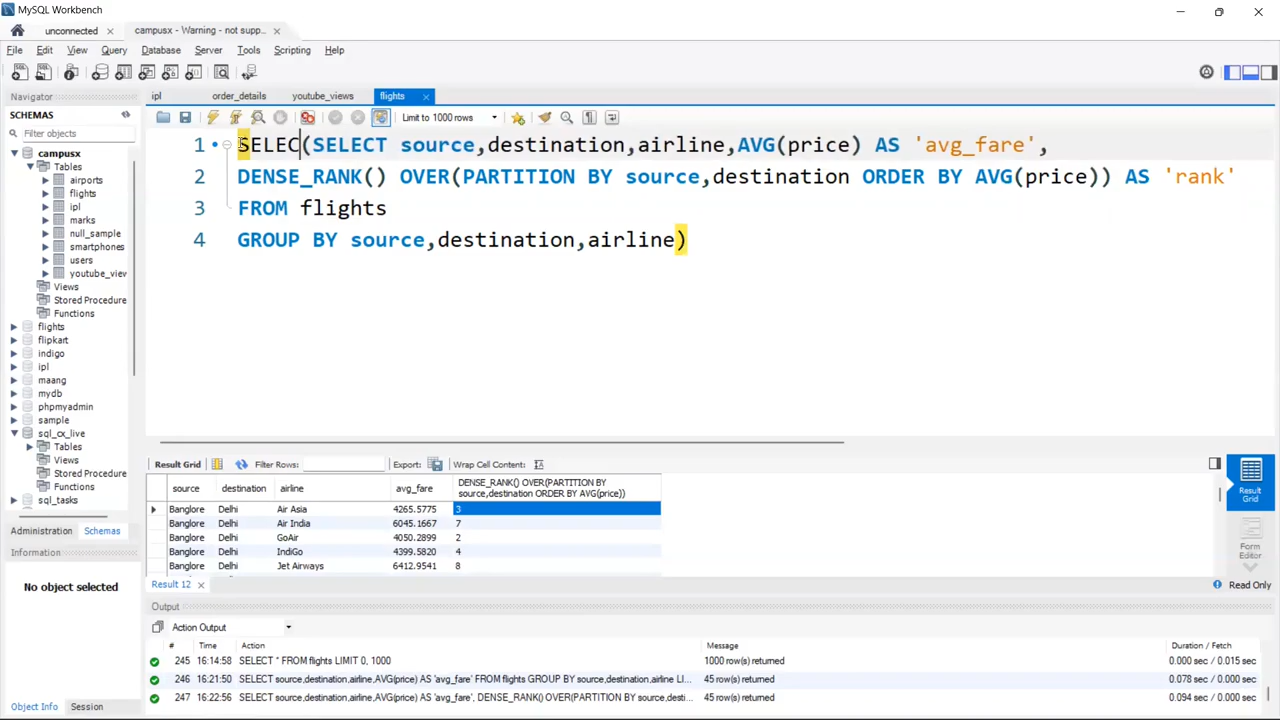 MySQL Workbench
unconnected
campusx - Warning - not supp...
File Edit View Query Database Server Tools Scripting Help
Navigator
SCHEMAS
Filter objects
campusx
Tables
airports
flights
ipl
marks
null_sample
smartphones
users
youtube_view
Views
Stored Procedure
Functions
flights
flipkart
indigo
ipl
maang
mydb
phpmyadmin
sample
sql_cx_live
Tables
Views
Stored Procedure
Functions
sql_tasks
Administration Schemas
Information
No object selected
Object Info Session
ipl order_details youtube_views flights
Limit to 1000 rows
1 SELEC(SELECT source,destination,airline,AVG(price) AS 'avg_fare',
2 DENSE_RANK() OVER(PARTITION BY source,destination ORDER BY AVG(price)) AS 'rank'
3 FROM flights
4 GROUP BY source,destination,airline)
Result Grid Filter Rows: Export: Wrap Cell Content:
source destination airline avg_fare DENSE_RANK() OVER(PARTITION BY
source,destination ORDER BY AVG(price))
Banglore Delhi Air Asia 4265.5775 3
Banglore Delhi Air India 6045.1667 7
Banglore Delhi GoAir 4050.2899 2
Banglore Delhi IndiGo 4399.5820 4
Banglore Delhi Jet Airways 6412.9541 8
Result
Grid
Form
Editor
Result 12
Read Only
Output
Action Output
# Time Action Message Duration / Fetch
245 16:14:58 SELECT * FROM flights LIMIT 0, 1000 1000 row(s) returned 0.000 sec / 0.015 sec
246 16:21:50 SELECT source,destination,airline,AVG(price) AS 'avg_fare' FROM flights GROUP BY source,destination,airline LI... 45 row(s) returned 0.078 sec / 0.000 sec
247 16:22:56 SELECT source,destination,airline,AVG(price) AS 'avg_fare', DENSE_RANK() OVER(PARTITION BY source,desti... 45 row(s) returned 0.094 sec / 0.000 sec